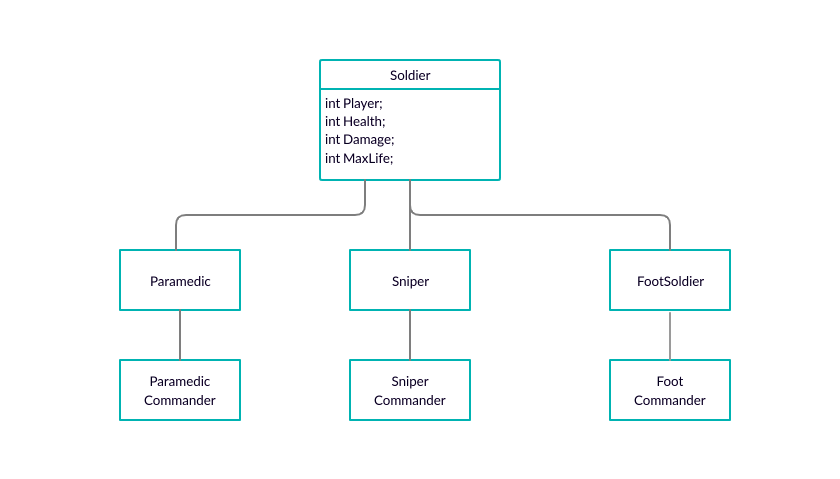 Soldier
int Player;
int Health;
int Damage;
int MaxLife;
Paramedic
Sniper
FootSoldier
Paramedic
Commander
Sniper
Commander
Foot
Commander